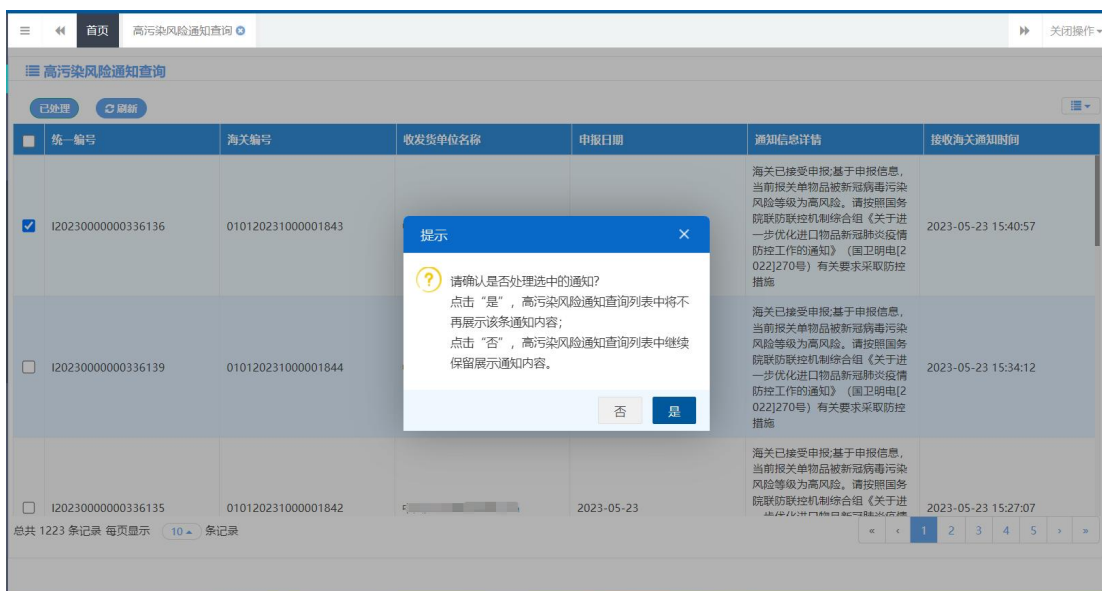 首页 高污染风险通知查询 关闭操作
高污染风险通知查询
已处理 刷新
统一编号 海关编号 收发货单位名称 申报日期 通知信息详情 接收海关通知时间
海关已接受申报;基于申报信息,
当前报关单物品被新冠病毒污染
风险等级为高风险。请按照国务
院联防联控机制综合组《关于进
I20230000000336136 010120231000001843 一步优化进口物品新冠肺炎疫情 2023-05-23 15:40:57
防控工作的通知》(国卫明电[2
022]270号)有关要求采取防控
措施
提示
请确认是否处理选中的通知?
点击“是”,高污染风险通知查询列表中将不
再展示该条通知内容;
点击“否”,高污染风险通知查询列表中继续
保留展示通知内容。
否 是
海关已接受申报;基于申报信息,
当前报关单物品被新冠病毒污染
风险等级为高风险。请按照国务
院联防联控机制综合组《关于进
I20230000000336139 010120231000001844 一步优化进口物品新冠肺炎疫情 2023-05-23 15:34:12
防控工作的通知》(国卫明电[2
022]270号)有关要求采取防控
措施
海关已接受申报;基于申报信息,
当前报关单物品被新冠病毒污染
风险等级为高风险。请按照国务
院联防联控机制综合组《关于进
I20230000000336135 010120231000001842 2023-05-23 2023-05-23 15:27:07
总共 1223 条记录 每页显示 10 条记录 « ‹ 1 2 3 4 5 › »